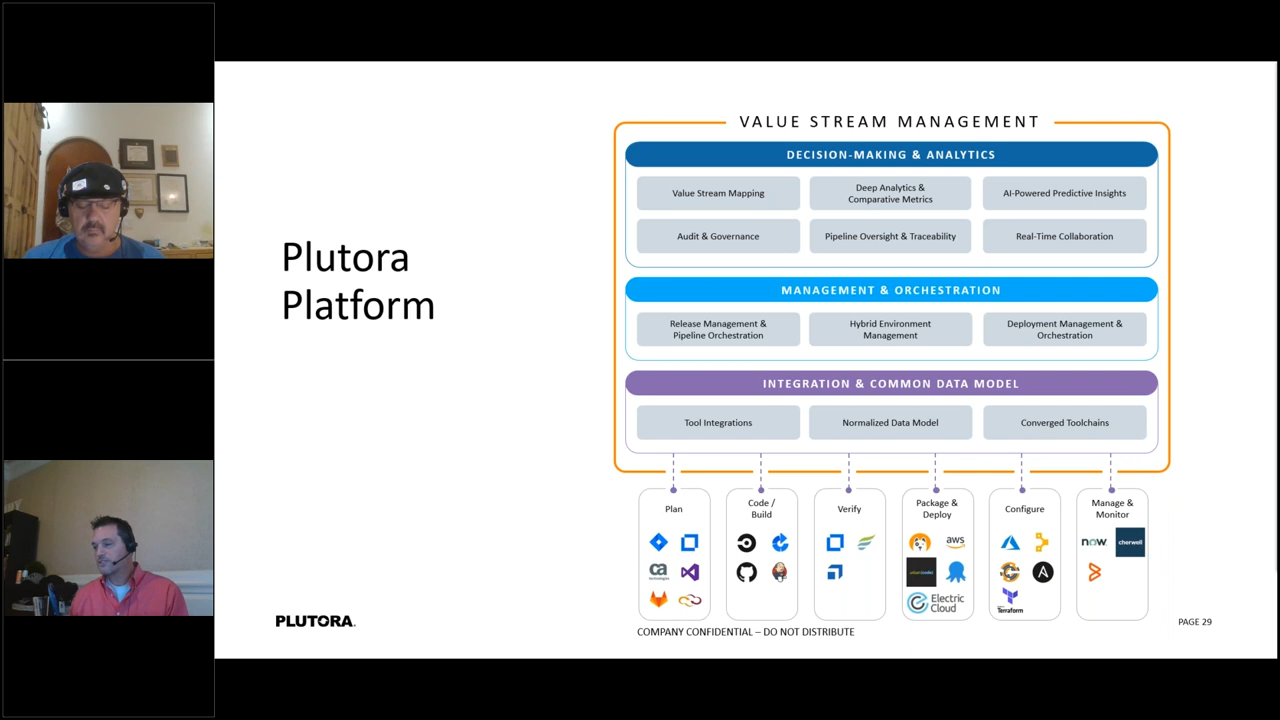 Plutora
Platform
VALUE STREAM MANAGEMENT
DECISION-MAKING & ANALYTICS
Value Stream Mapping
Deep Analytics &
Comparative Metrics
AI-Powered Predictive Insights
Audit & Governance
Pipeline Oversight & Traceability
Real-Time Collaboration
MANAGEMENT & ORCHESTRATION
Release Management &
Pipeline Orchestration
Hybrid Environment
Management
Deployment Management &
Orchestration
INTEGRATION & COMMON DATA MODEL
Tool Integrations
Normalized Data Model
Converged Toolchains
Plan
ca
technologies
Code /
Build
Verify
Package &
Deploy
aws
Electric
Cloud
Configure
Terraform
Manage &
Monitor
now
cherwell
PLUTORA
COMPANY CONFIDENTIAL – DO NOT DISTRIBUTE
PAGE 29